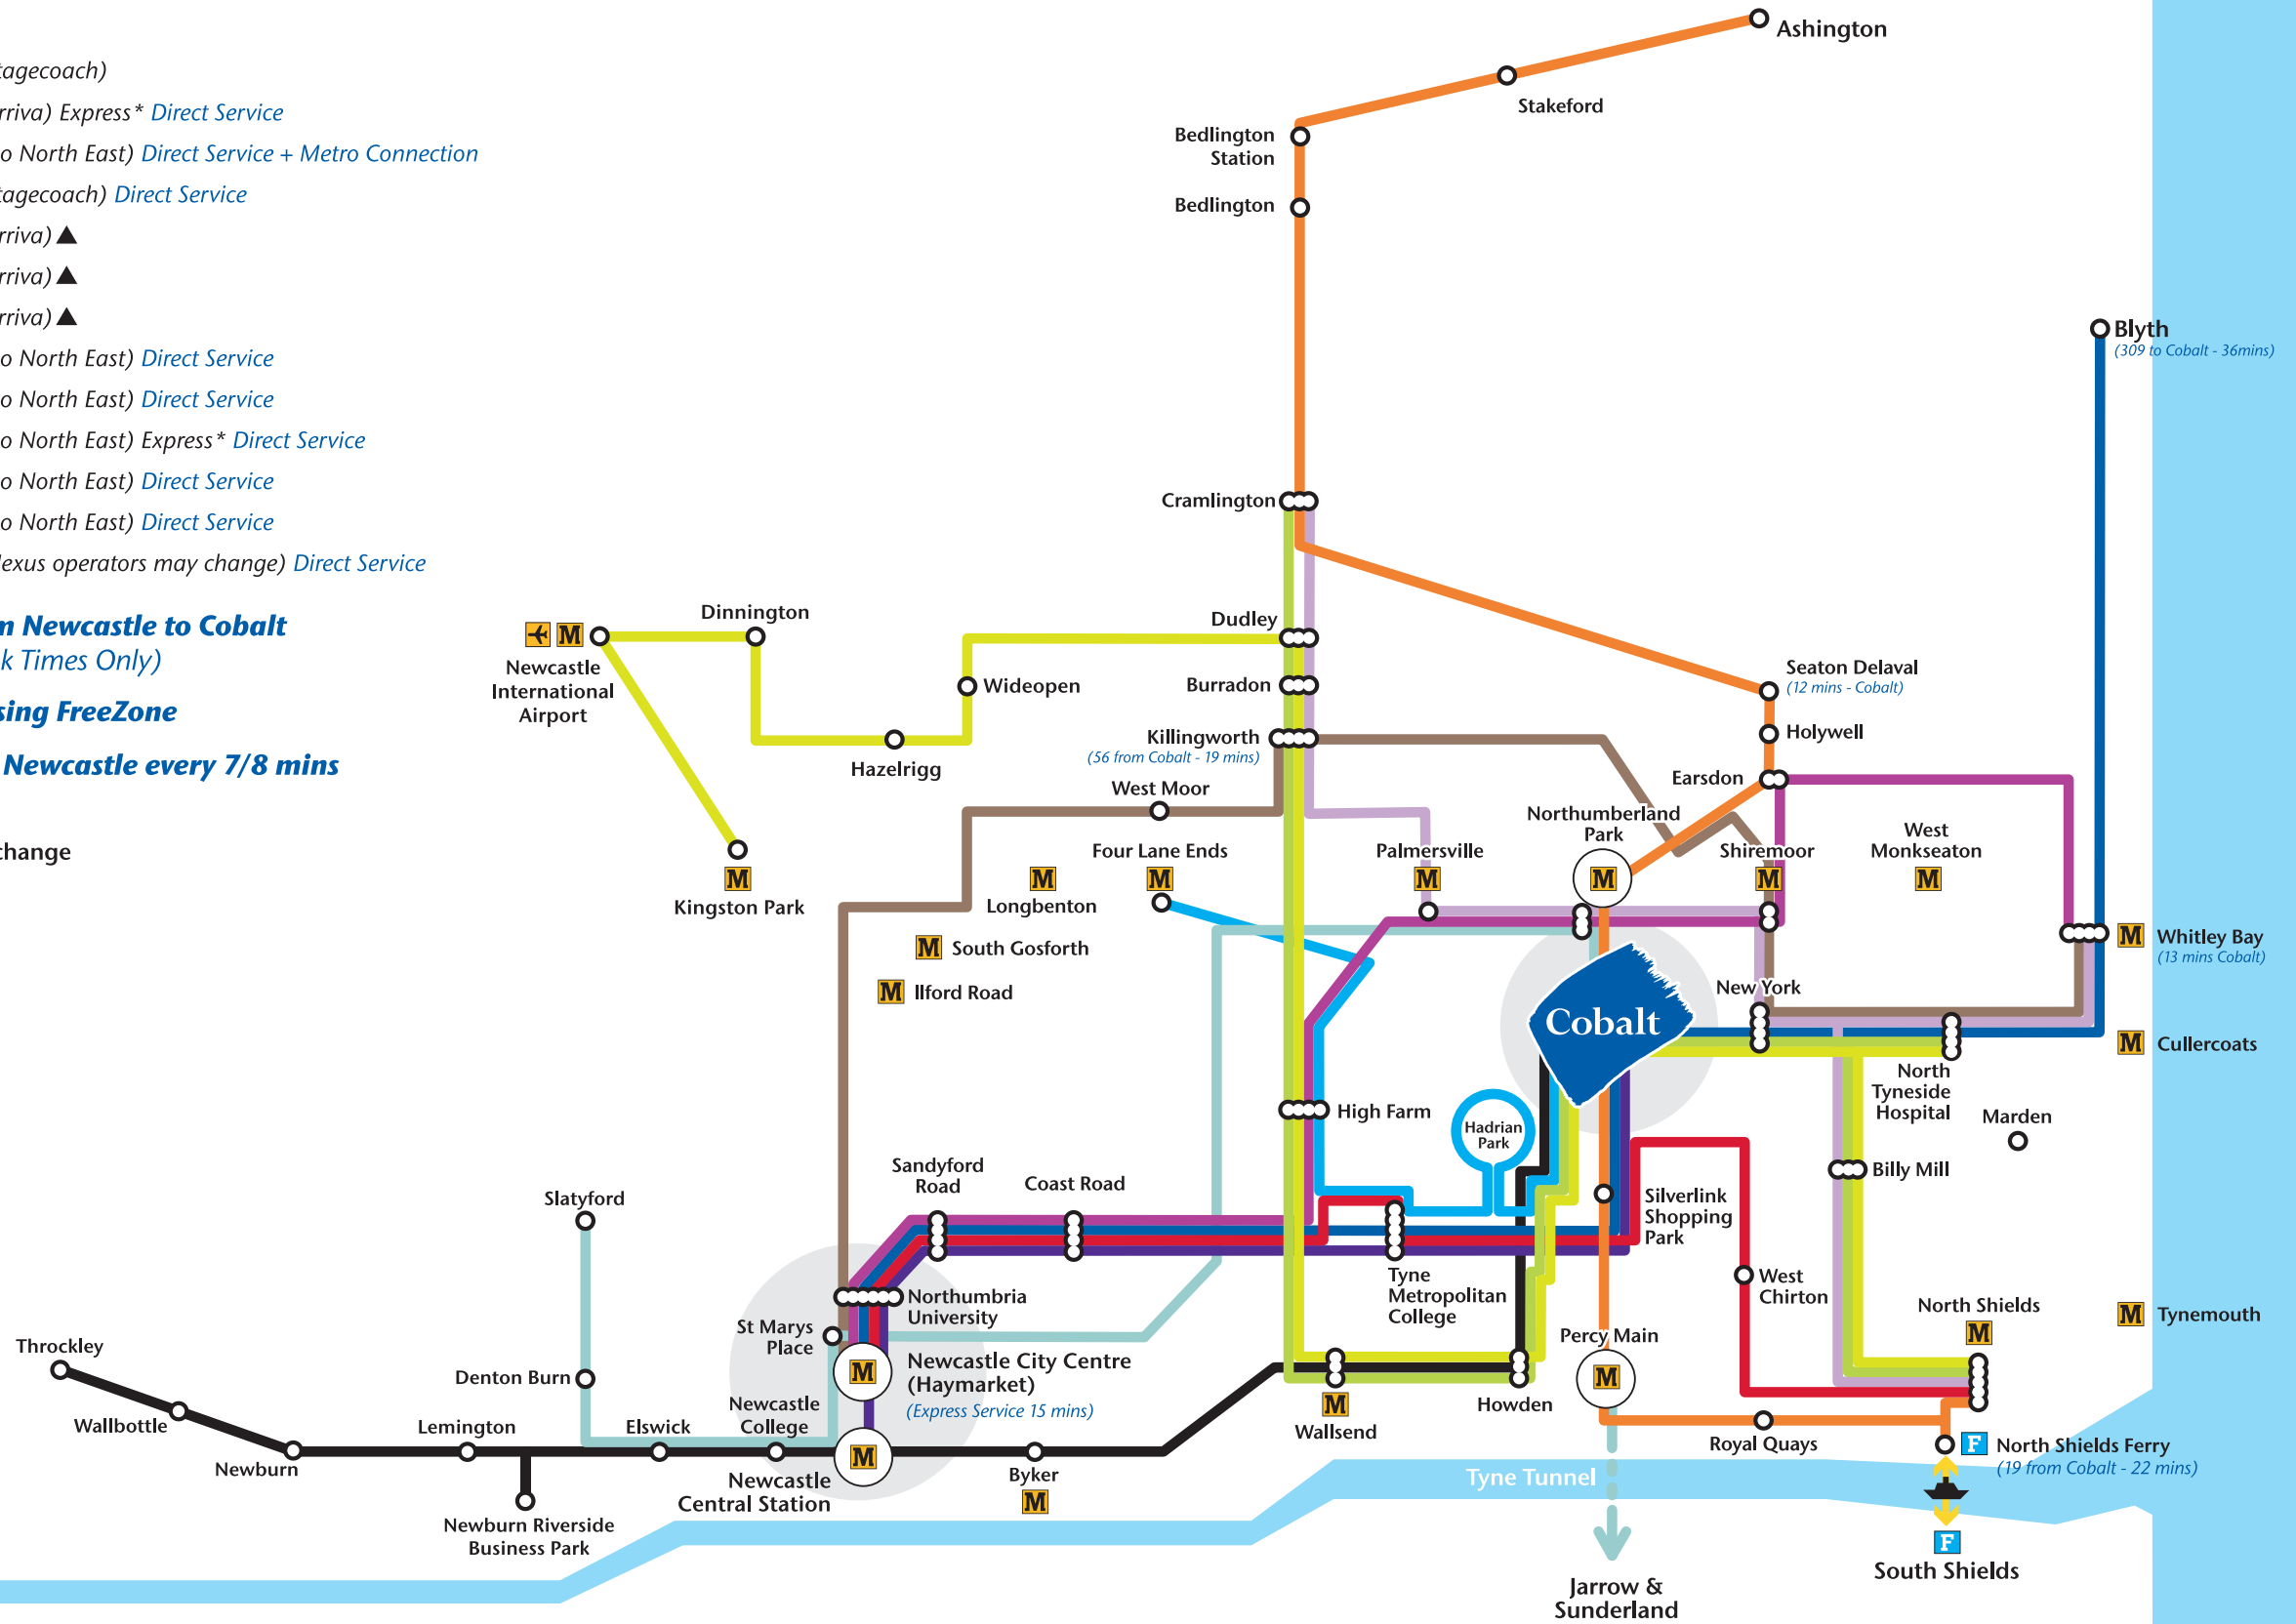 tagecoach)
rriva) Express* Direct Service
o North East) Direct Service + Metro Connection
tagecoach) Direct Service
rriva) ▲
rriva) ▲
rriva) ▲
o North East) Direct Service
o North East) Direct Service
o North East) Express* Direct Service
o North East) Direct Service
o North East) Direct Service
lexus operators may change) Direct Service
m Newcastle to Cobalt
k Times Only)
sing FreeZone
Newcastle every 7/8 mins
change
Ashington
Stakeford
Bedlington
Station
Bedlington
Blyth
(309 to Cobalt - 36mins)
Cramlington
Dinnington
Dudley
M
Newcastle
International
Airport
Wideopen
Burradon
Seaton Delaval
(12 mins - Cobalt)
Holywell
Killingworth
(56 from Cobalt - 19 mins)
Hazelrigg
Earsdon
West Moor
Northumberland
Park
M
Four Lane Ends
M
Palmersville
M
Shiremoor
M
West
Monkseaton
M
M
Kingston Park
M
Longbenton
M
South Gosforth
M
Whitley Bay
(13 mins Cobalt)
M
Ilford Road
New York
Cobalt
M
Cullercoats
North
Tyneside
Hospital
High Farm
Hadrian
Park
Marden
Sandyford
Road
Coast Road
Billy Mill
Slatyford
Silverlink
Shopping
Park
Tyne
Metropolitan
College
West
Chirton
Northumbria
University
North Shields
M
M
Tynemouth
St Marys
Place
Percy Main
M
Throckley
M
Newcastle City Centre
(Haymarket)
(Express Service 15 mins)
Denton Burn
Wallbottle
Newcastle
College
Howden
M
Wallsend
Lemington
Elswick
Royal Quays
F
North Shields Ferry
(19 from Cobalt - 22 mins)
Newburn
M
Newcastle
Central Station
Byker
M
Tyne Tunnel
Newburn Riverside
Business Park
F
South Shields
Jarrow &
Sunderland